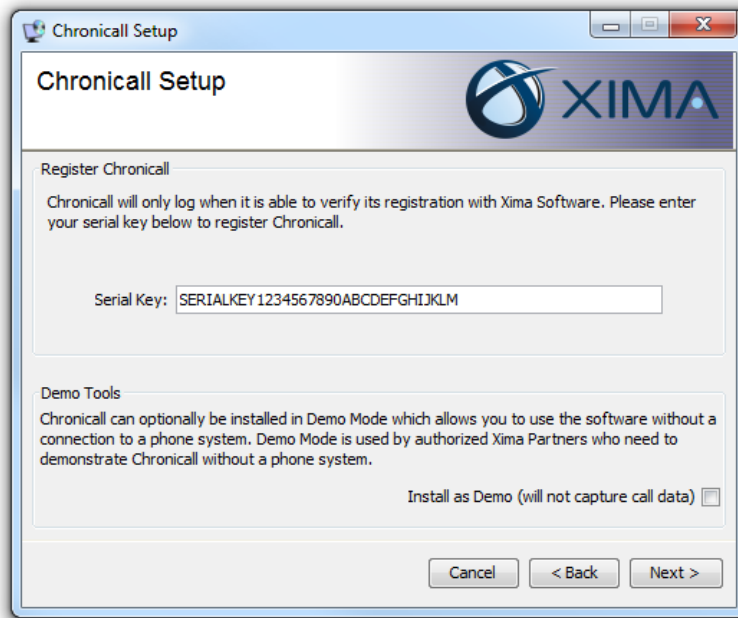 Chronicall Setup
Chronicall Setup
XIMA
Register Chronicall
Chronicall will only log when it is able to verify its registration with Xima Software. Please enter
your serial key below to register Chronicall.
Serial Key: SERIALKEY1234567890ABCDEFGHIJKLM
Demo Tools
Chronicall can optionally be installed in Demo Mode which allows you to use the software without a
connection to a phone system. Demo Mode is used by authorized Xima Partners who need to
demonstrate Chronicall without a phone system.
Install as Demo (will not capture call data)
Cancel < Back Next >